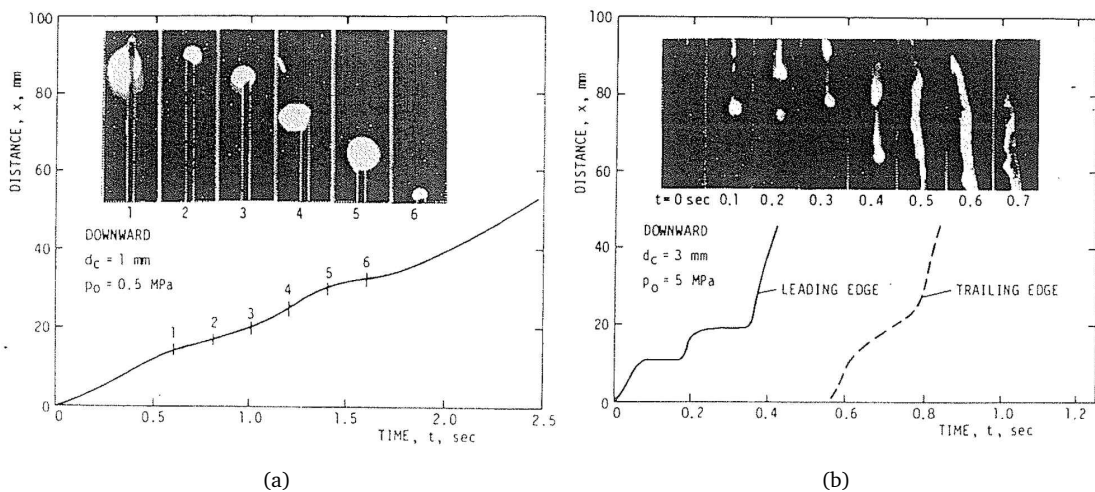 100
80
60
40
20
0
DISTANCE, x, mm
1 2 3 4 5 6
DOWNWARD
d_c = 1 mm
p_o = 0.5 MPa
1
2
3
4
5
6
0 0.5 1.0 1.5 2.0 2.5
TIME, t, sec
(a)
100
80
60
40
20
0
DISTANCE, x, mm
t = 0 sec 0.1 0.2 0.3 0.4 0.5 0.6 0.7
DOWNWARD
d_c = 3 mm
p_o = 5 MPa
LEADING EDGE
TRAILING EDGE
0 0.2 0.4 0.6 0.8 1.0 1.2
TIME, t, sec
(b)